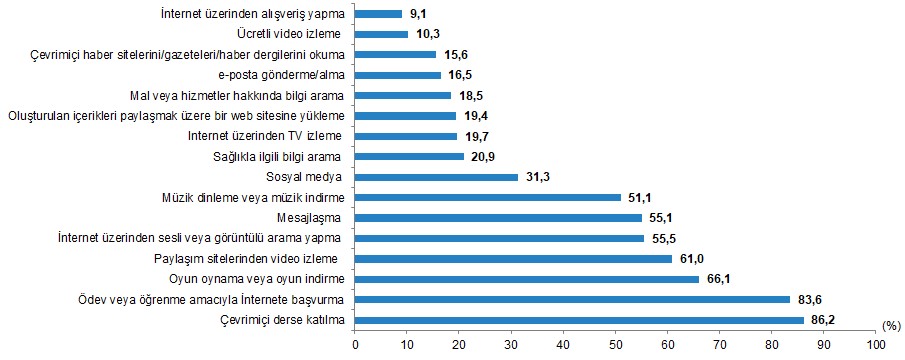 İnternet üzerinden alışveriş yapma 9,1
Ücretli video izleme 10,3
Çevrimiçi haber sitelerini/gazeteleri/haber dergilerini okuma 15,6
e-posta gönderme/alma 16,5
Mal veya hizmetler hakkında bilgi arama 18,5
Oluşturulan içerikleri paylaşmak üzere bir web sitesine yükleme 19,4
Internet üzerinden TV izleme 19,7
Sağlıkla ilgili bilgi arama 20,9
Sosyal medya 31,3
Müzik dinleme veya müzik indirme 51,1
Mesajlaşma 55,1
İnternet üzerinden sesli veya görüntülü arama yapma 55,5
Paylaşım sitelerinden video izleme 61,0
Oyun oynama veya oyun indirme 66,1
Ödev veya öğrenme amacıyla İnternete başvurma 83,6
Çevrimiçi derse katılma 86,2
(%)
0 10 20 30 40 50 60 70 80 90 100